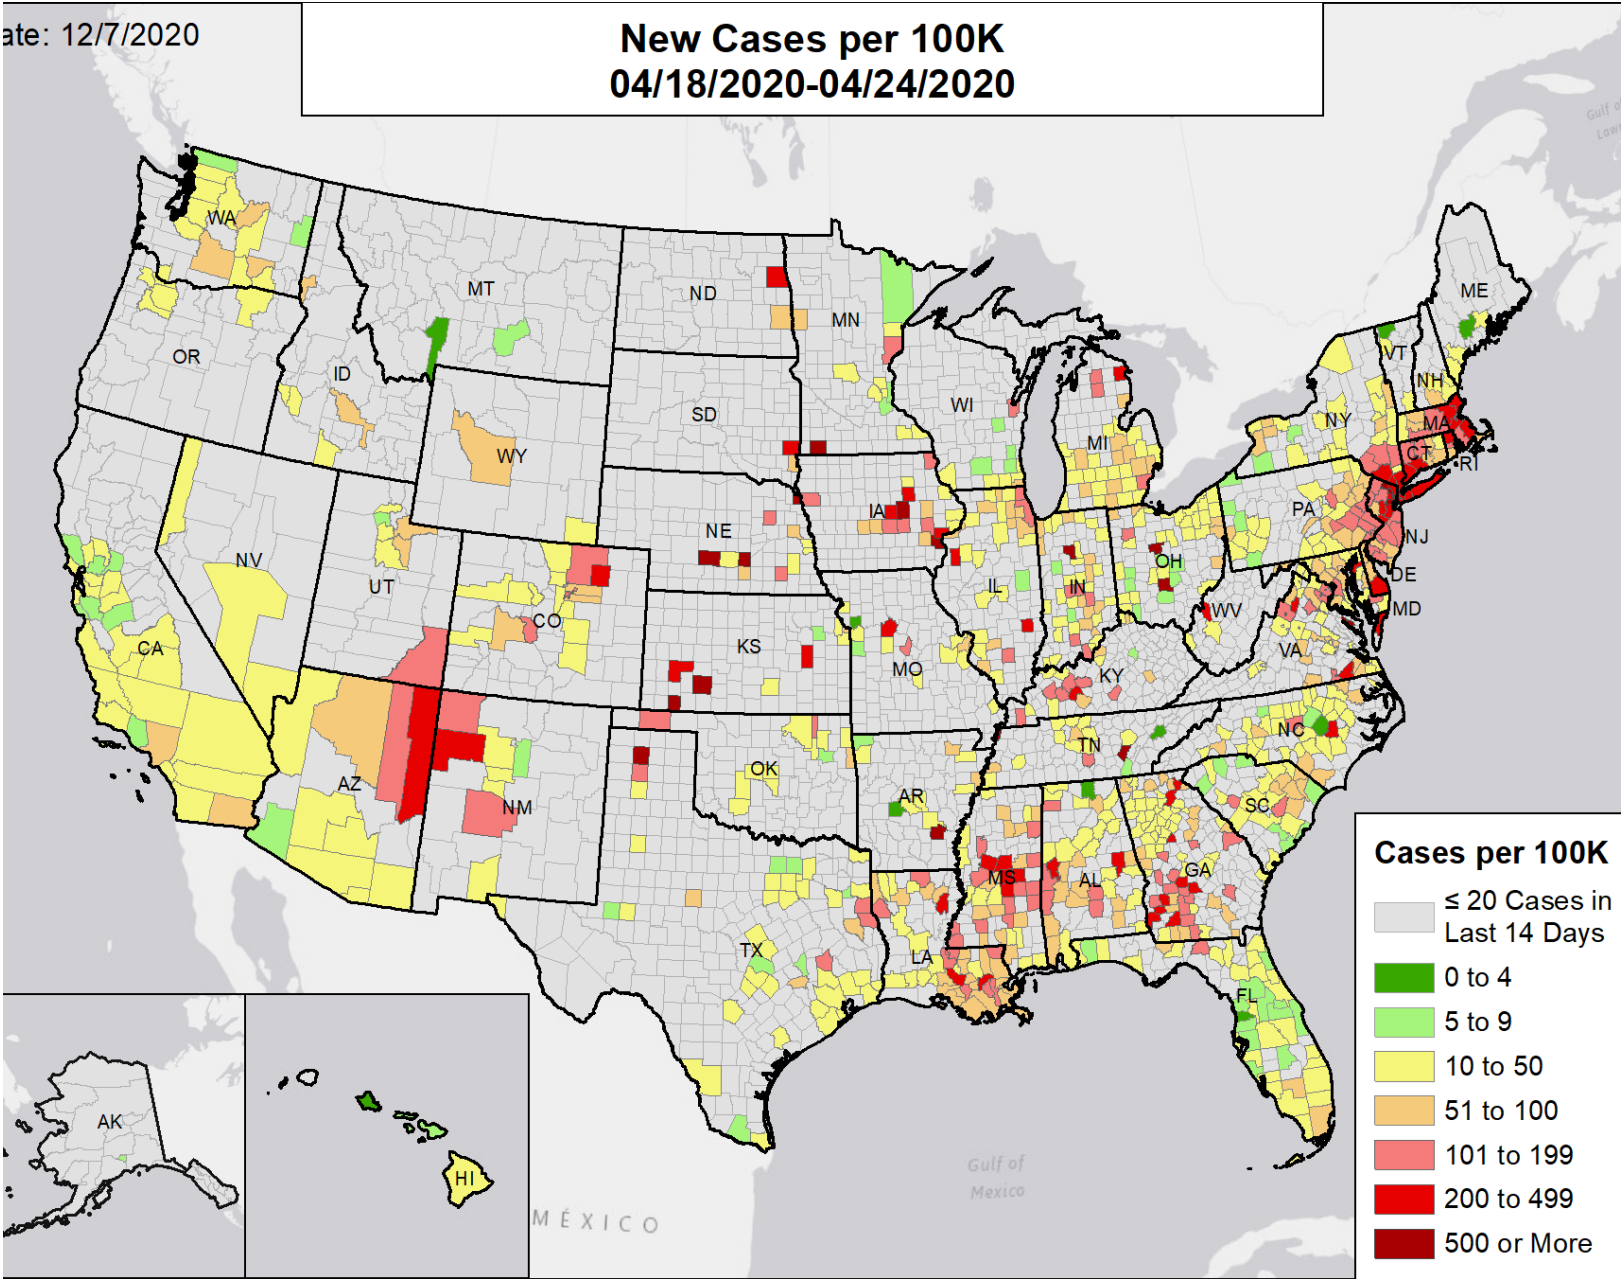 ate: 12/7/2020
New Cases per 100K
04/18/2020-04/24/2020
Gulf of
Law
WA
MT
ND
MN
ME
OR
ID
SD
WI
MI
VT
NH
NY
MA
CT
RI
WY
NE
IA
PA
NJ
NV
UT
CO
IL
IN
OH
DE
MD
WV
CA
KS
MO
KY
VA
AZ
NM
OK
AR
TN
NC
SC
MS
AL
GA
TX
LA
FL
AK
HI
Gulf of
Mexico
MÉXICO
Cases per 100K
≤ 20 Cases in
Last 14 Days
0 to 4
5 to 9
10 to 50
51 to 100
101 to 199
200 to 499
500 or More